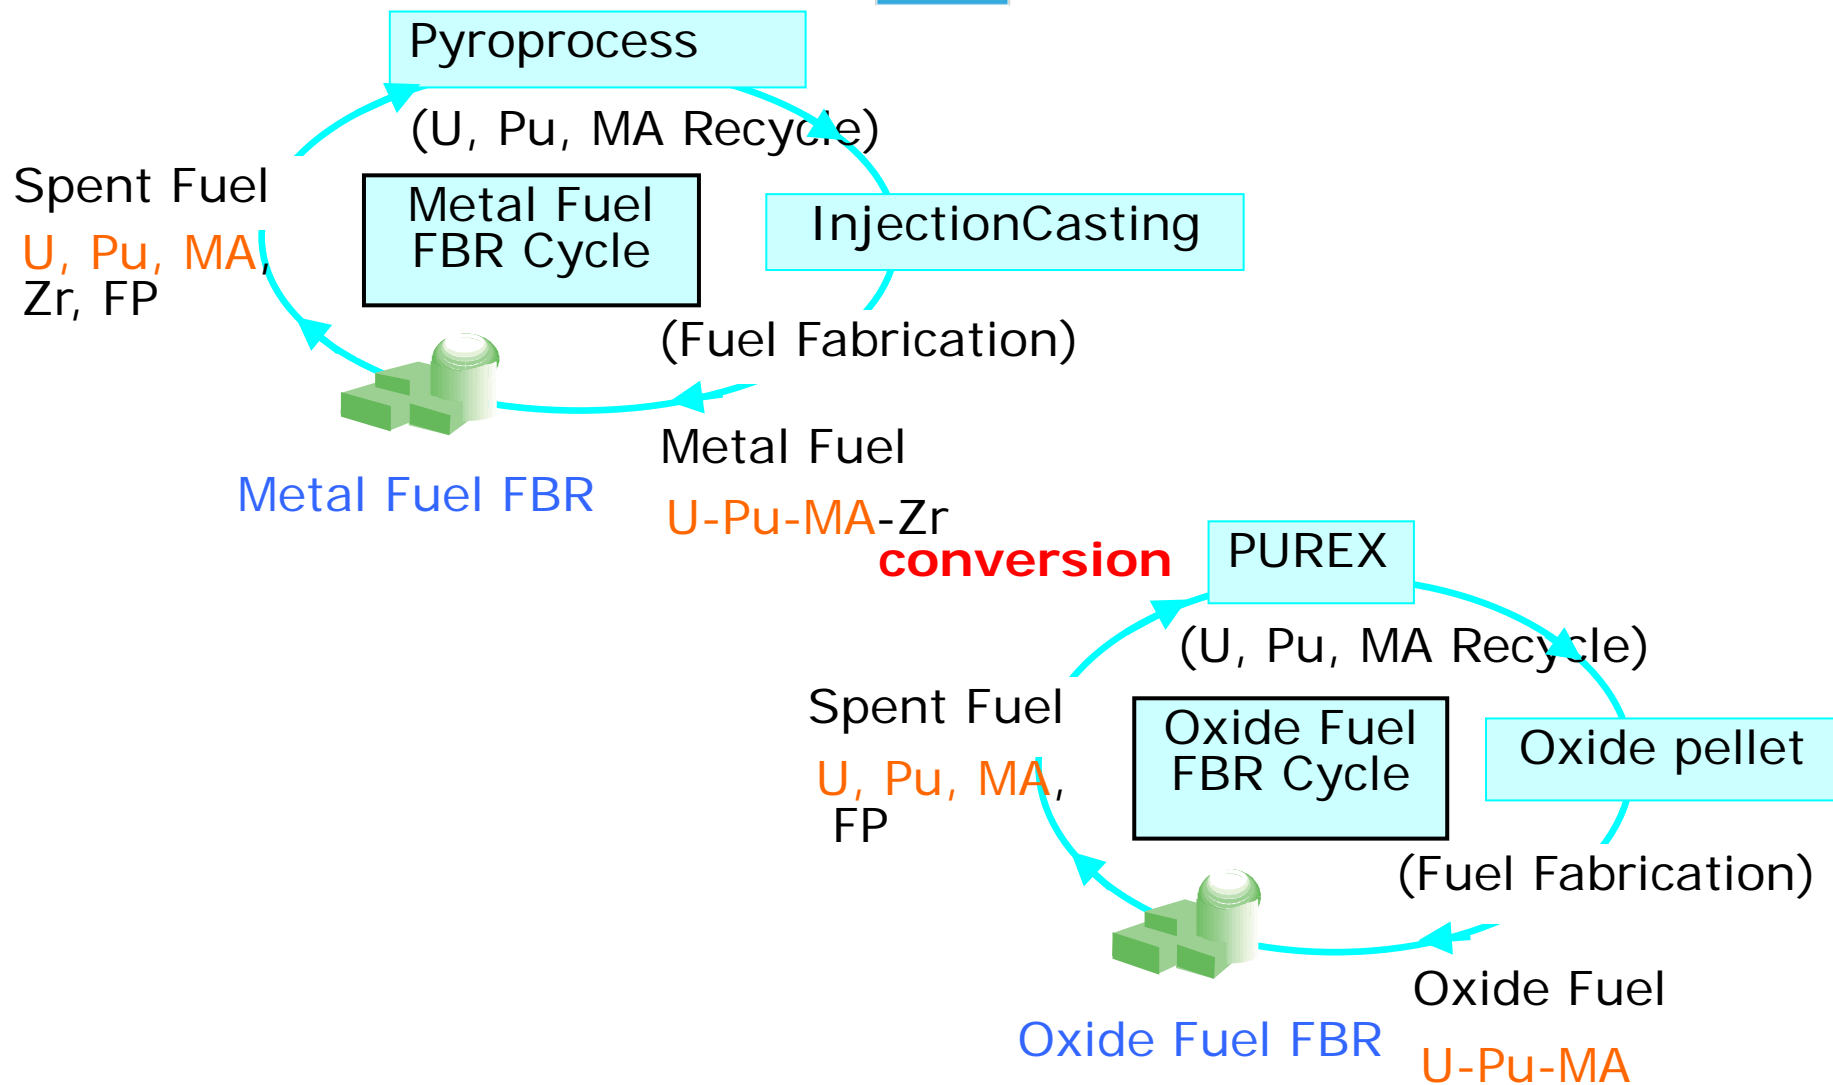 Pyroprocess
(U, Pu, MA Recycle)
Spent Fuel
U, Pu, MA,
Zr, FP
Metal Fuel
FBR Cycle
InjectionCasting
(Fuel Fabrication)
Metal Fuel FBR
Metal Fuel
U-Pu-MA-Zr
conversion
PUREX
(U, Pu, MA Recycle)
Spent Fuel
U, Pu, MA,
FP
Oxide Fuel
FBR Cycle
Oxide pellet
(Fuel Fabrication)
Oxide Fuel FBR
Oxide Fuel
U-Pu-MA